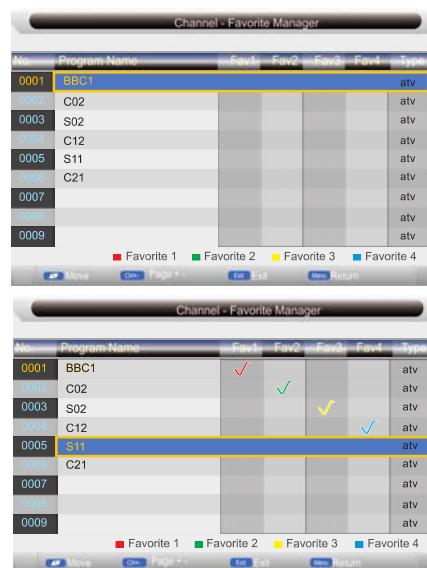 Channel - Favorite Manager
No. Program Name Fav1 Fav2 Fav3 Fav4 Type
0001 BBC1 atv
0002 C02 atv
0003 S02 atv
0004 C12 atv
0005 S11 atv
0006 C21 atv
0007 atv
0008 atv
0009 atv
Favorite 1 Favorite 2 Favorite 3 Favorite 4
Move CH+- Page + - Exit Exit Menu Return
Channel - Favorite Manager
No. Program Name Fav1 Fav2 Fav3 Fav4 Type
0001 BBC1 atv
0002 C02 atv
0003 S02 atv
0004 C12 atv
0005 S11 atv
0006 C21 atv
0007 atv
0008 atv
0009 atv
Favorite 1 Favorite 2 Favorite 3 Favorite 4
Move CH+- Page + - Exit Exit Menu Return